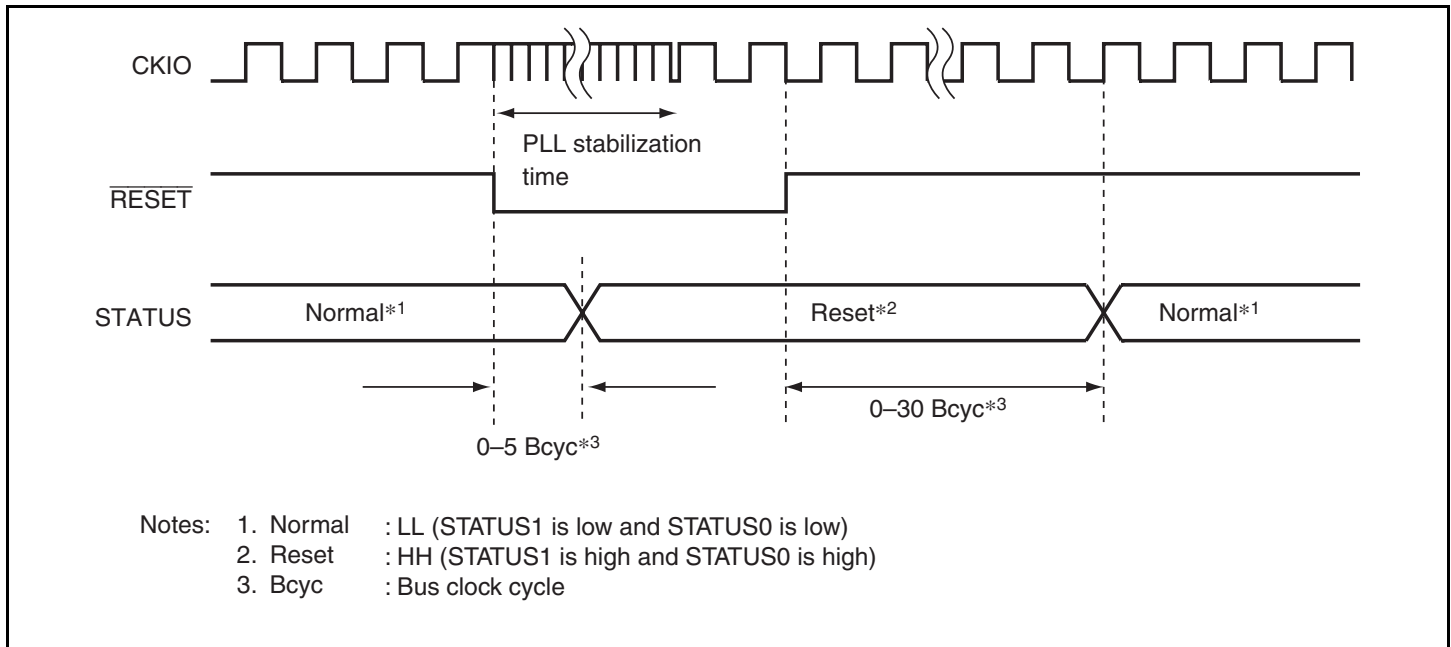 CKIO
PLL stabilization
time
RESET
STATUS
Normal*1
Reset*2
Normal*1
0–30 Bcyc*3
0–5 Bcyc*3
Notes: 1. Normal : LL (STATUS1 is low and STATUS0 is low)
2. Reset : HH (STATUS1 is high and STATUS0 is high)
3. Bcyc : Bus clock cycle